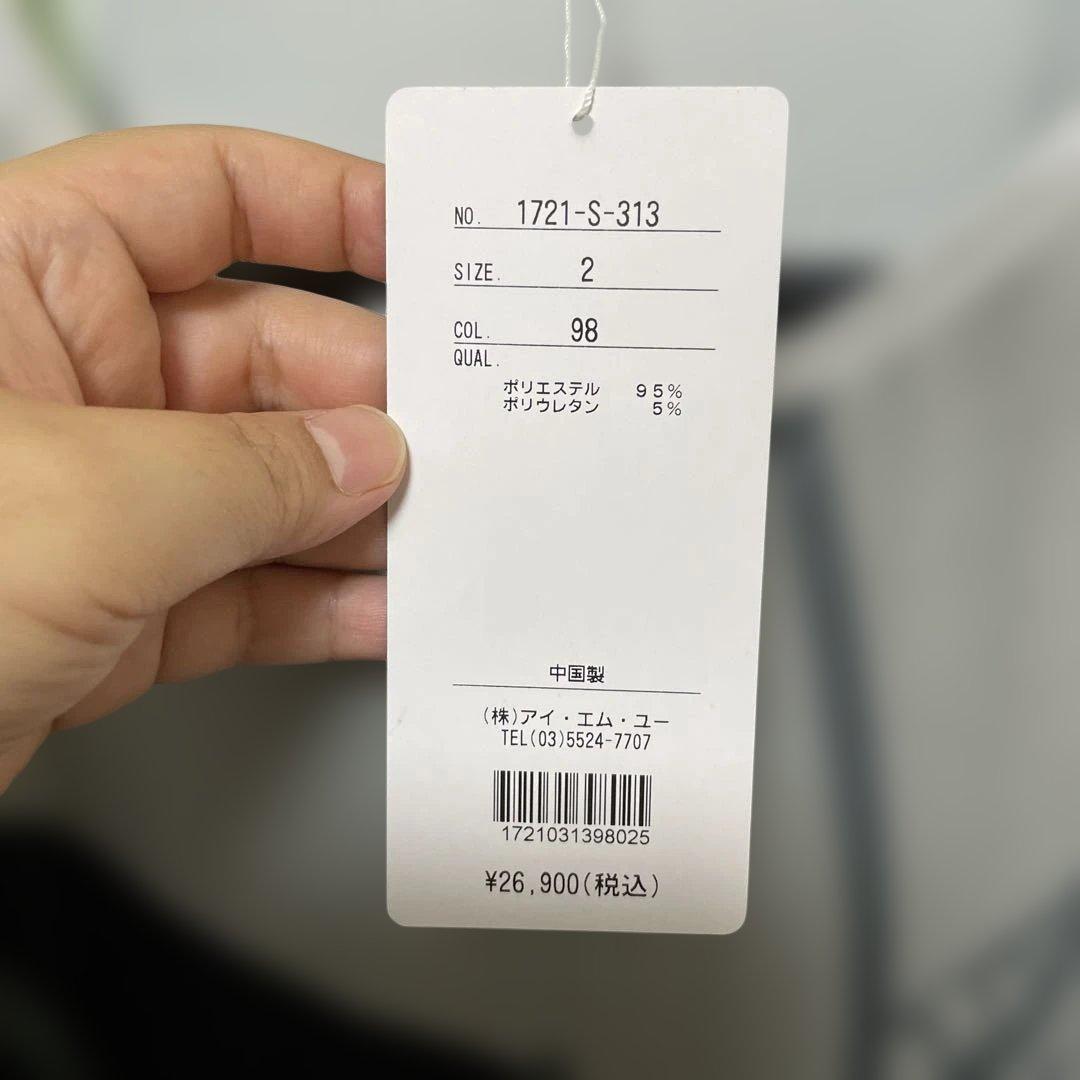 NO. 1721-S-313
SIZE. 2
COL. 98
QUAL.
ポリエステル 95%
ポリウレタン 5%
中国製
(株)アイ・エム・ユー
TEL(03)5524-7707
1721031398025
¥26,900(税込)